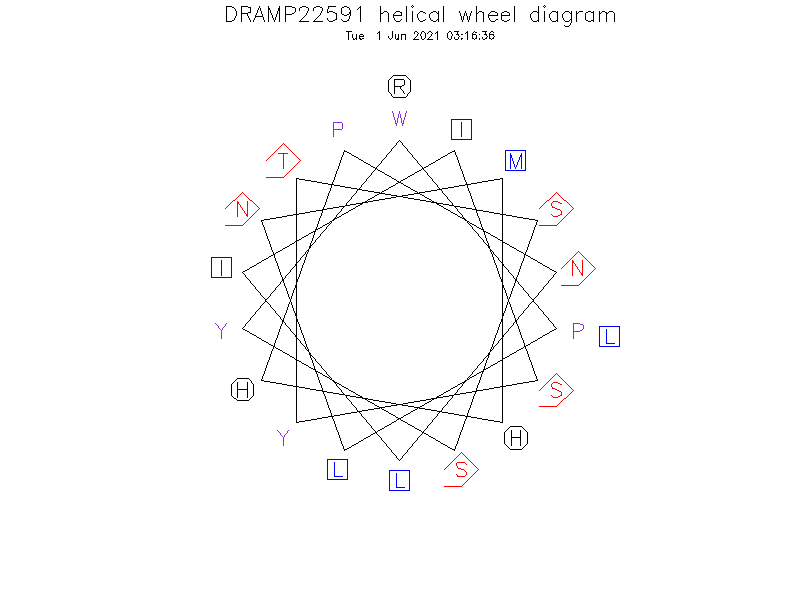 DRAMP22591 helical wheel diagram
Tue 1 Jun 2021 03:16:36
R
P W I
T M
N S
I N
Y P L
H S
Y H
L L S